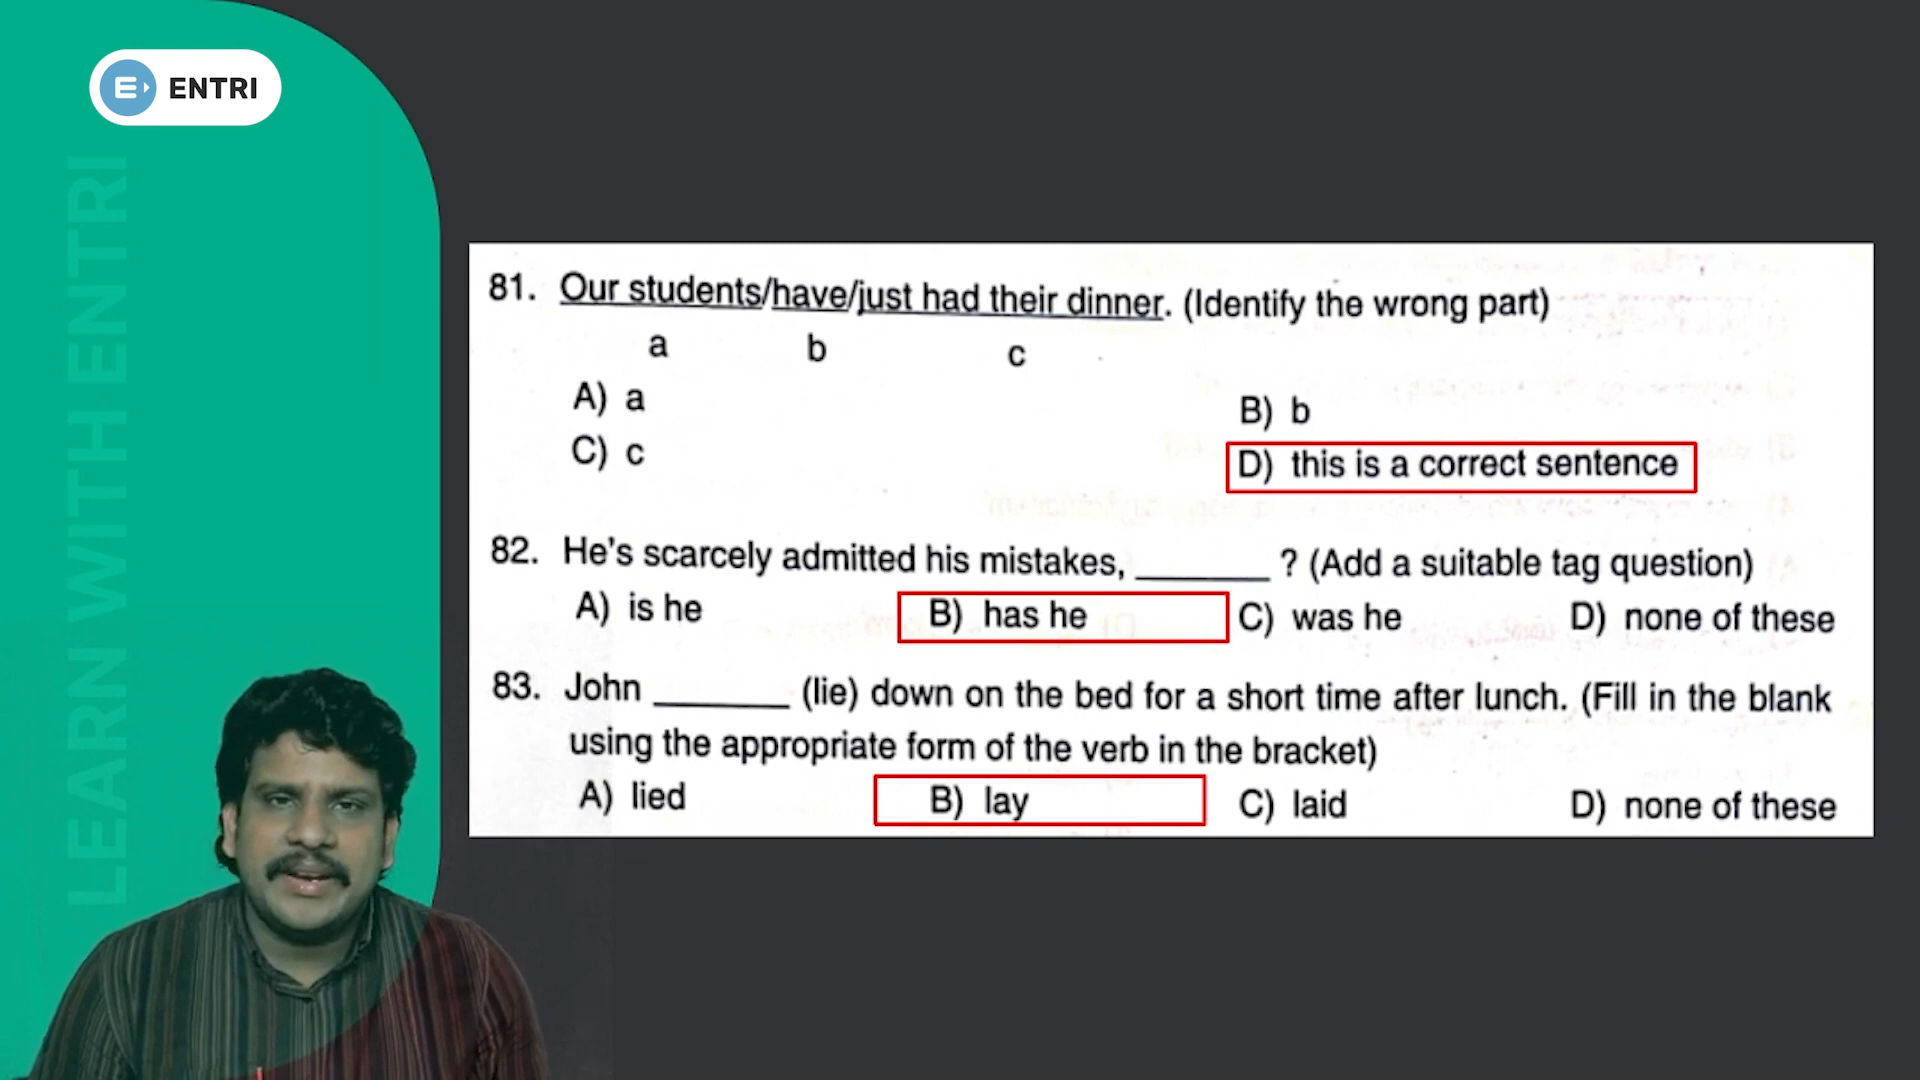 ENTRI
LEARN WITH ENTRI
81. Our students/have/just had their dinner. (Identify the wrong part)
a b c
A) a B) b
C) c D) this is a correct sentence
82. He's scarcely admitted his mistakes, ________ ? (Add a suitable tag question)
A) is he B) has he C) was he D) none of these
83. John ________ (lie) down on the bed for a short time after lunch. (Fill in the blank
using the appropriate form of the verb in the bracket)
A) lied B) lay C) laid D) none of these